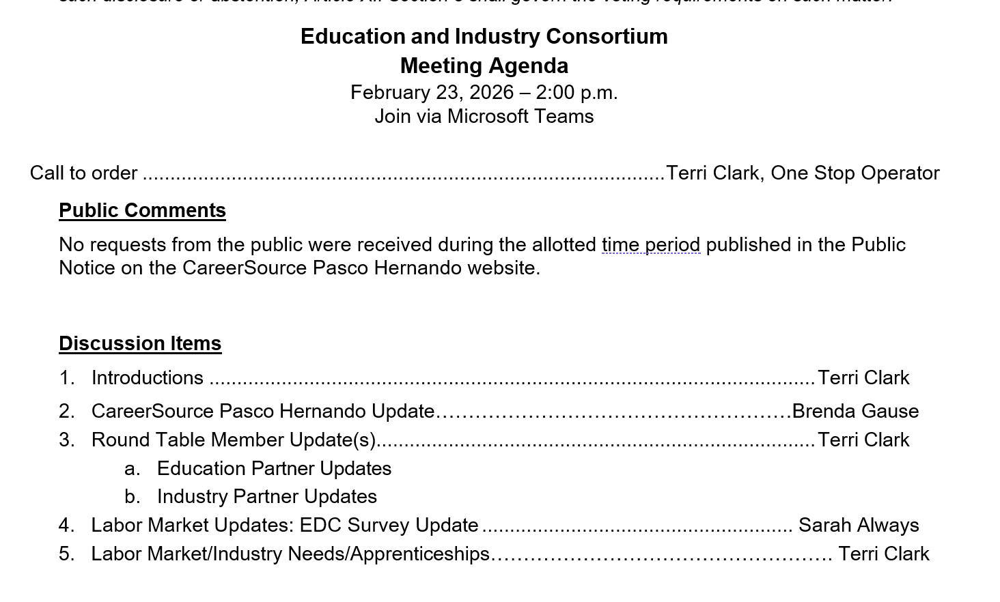 such disclosure or abstention, Article XII Section 3 shall govern the voting requirements on such matter.
Education and Industry Consortium
Meeting Agenda
February 23, 2026 – 2:00 p.m.
Join via Microsoft Teams
Call to order ...............................................................................................Terri Clark, One Stop Operator
Public Comments
No requests from the public were received during the allotted time period published in the Public
Notice on the CareerSource Pasco Hernando website.
Discussion Items
1. Introductions ..............................................................................................................Terri Clark
2. CareerSource Pasco Hernando Update…………………………………………………….Brenda Gause
3. Round Table Member Update(s)................................................................................Terri Clark
a. Education Partner Updates
b. Industry Partner Updates
4. Labor Market Updates: EDC Survey Update ........................................................ Sarah Always
5. Labor Market/Industry Needs/Apprenticeships…………………………………………………….. Terri Clark